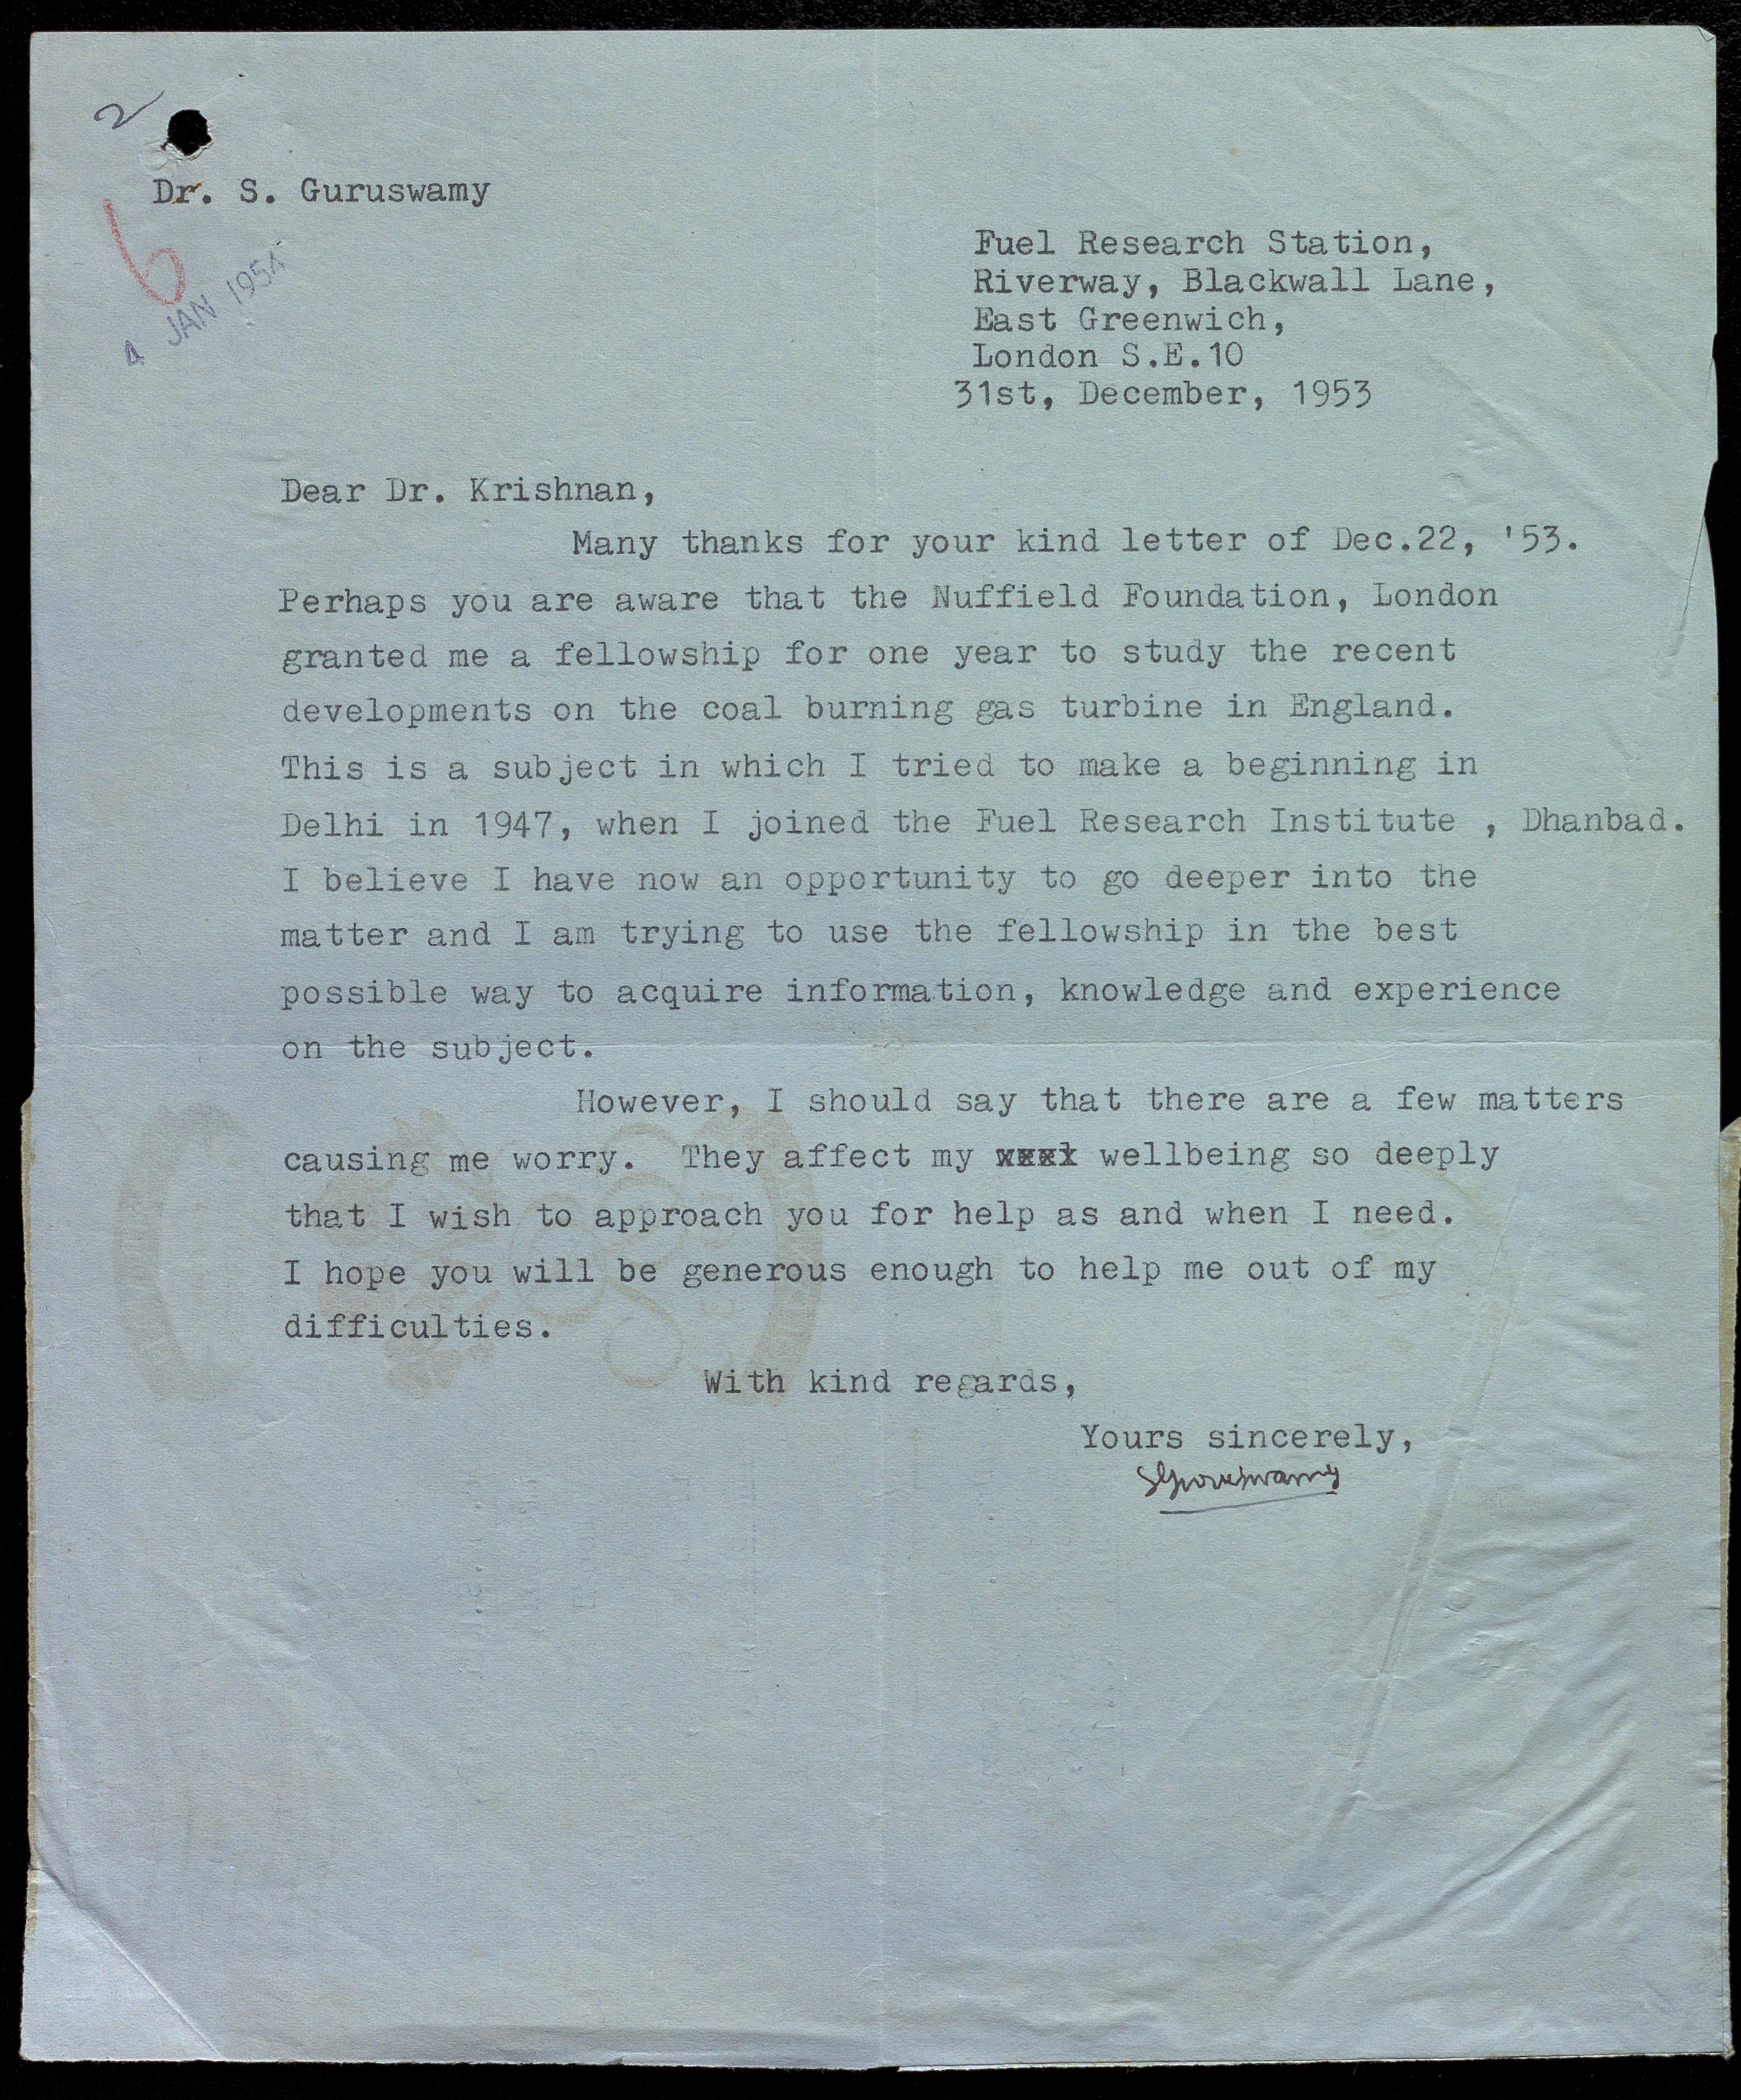 2
Dr. S. Guruswamy
6
4 JAN 1954
Fuel Research Station,
Riverway, Blackwall Lane,
East Greenwich,
London S.E.10
31st, December, 1953
Dear Dr. Krishnan,
Many thanks for your kind letter of Dec.22, '53.
Perhaps you are aware that the Nuffield Foundation, London
granted me a fellowship for one year to study the recent
developments on the coal burning gas turbine in England.
This is a subject in which I tried to make a beginning in
Delhi in 1947, when I joined the Fuel Research Institute , Dhanbad.
I believe I have now an opportunity to go deeper into the
matter and I am trying to use the fellowship in the best
possible way to acquire information, knowledge and experience
on the subject.
However, I should say that there are a few matters
causing me worry. They affect my wellbeing so deeply
that I wish to approach you for help as and when I need.
I hope you will be generous enough to help me out of my
difficulties.
With kind regards,
Yours sincerely,
SGuruswamy